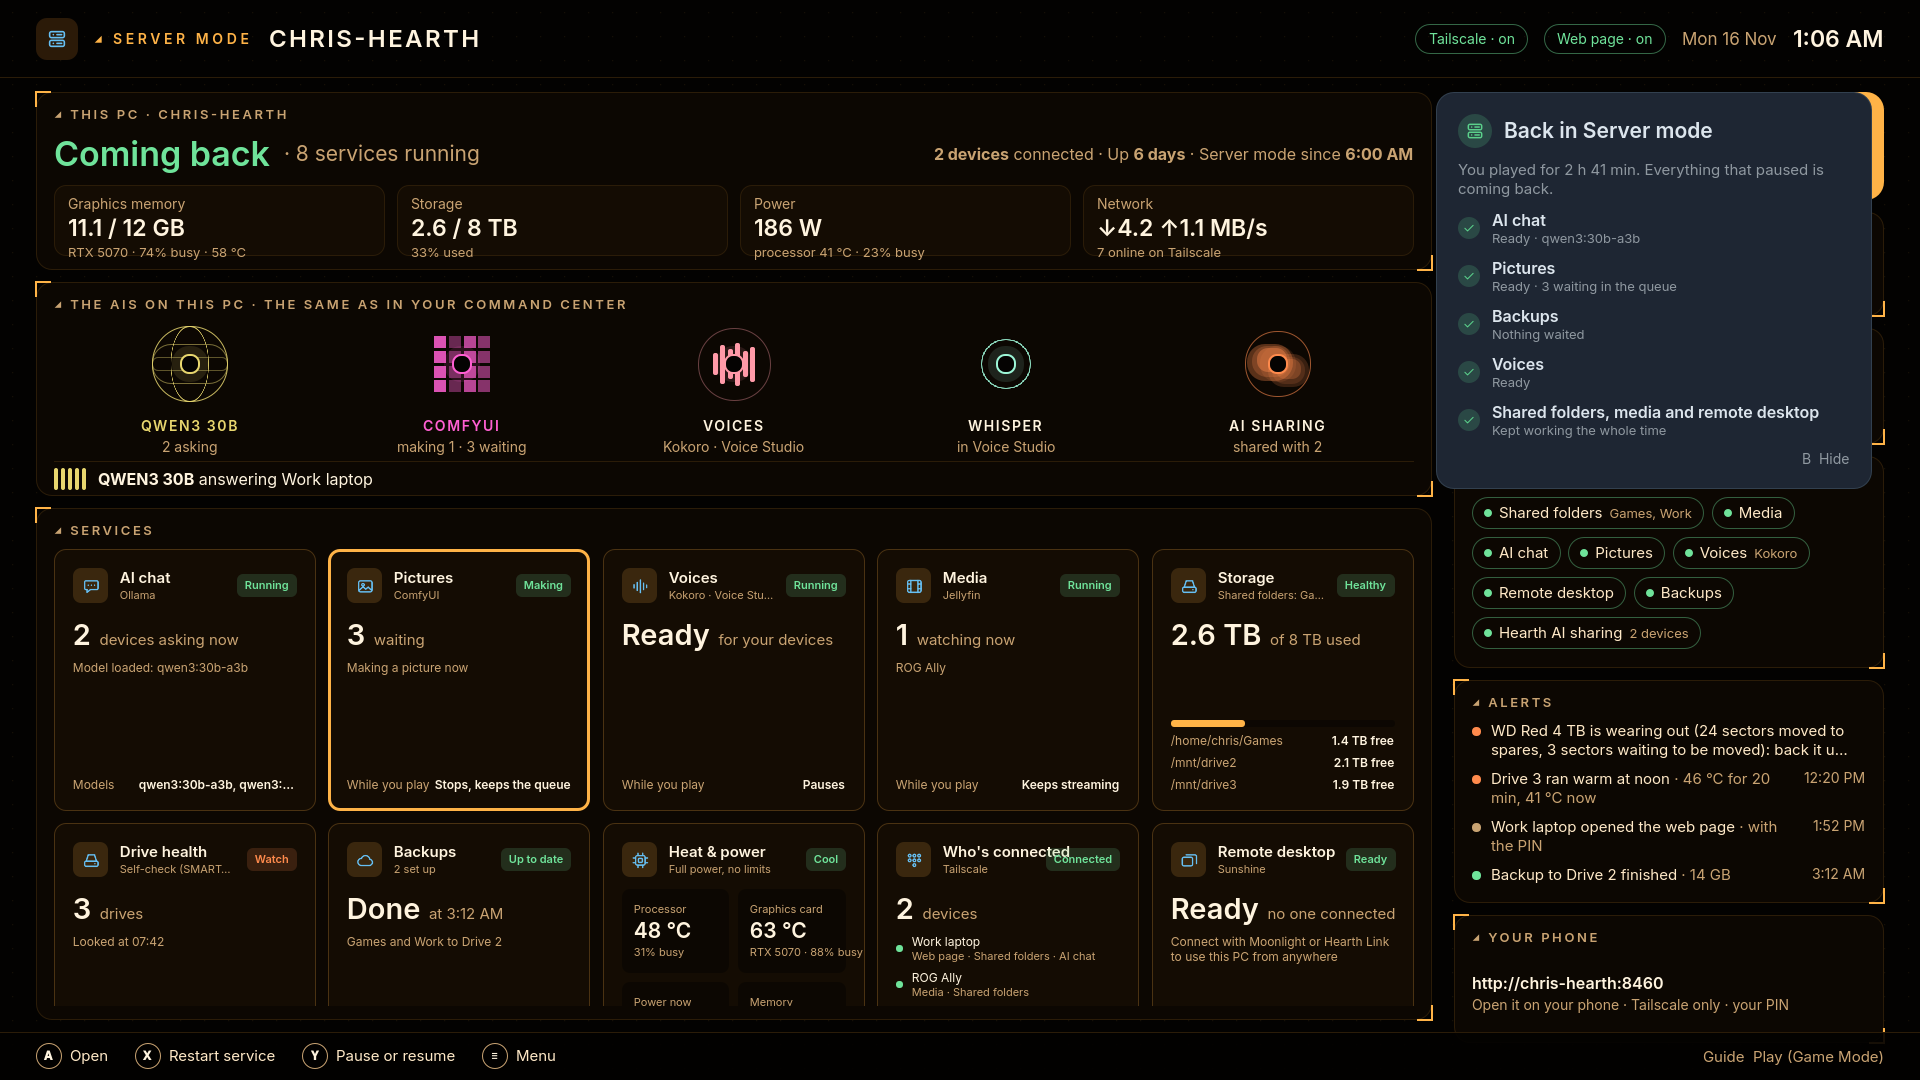 SERVER MODE CHRIS-HEARTH
Tailscale · on
Web page · on
Mon 16 Nov
1:06 AM
THIS PC · CHRIS-HEARTH
Coming back · 8 services running
2 devices connected · Up 6 days · Server mode since 6:00 AM
Graphics memory
11.1 / 12 GB
RTX 5070 · 74% busy · 58 °C
Storage
2.6 / 8 TB
33% used
Power
186 W
processor 41 °C · 23% busy
Network
↓4.2 ↑1.1 MB/s
7 online on Tailscale
THE AIS ON THIS PC · THE SAME AS IN YOUR COMMAND CENTER
QWEN3 30B
2 asking
COMFYUI
making 1 · 3 waiting
VOICES
Kokoro · Voice Studio
WHISPER
in Voice Studio
AI SHARING
shared with 2
QWEN3 30B answering Work laptop
SERVICES
AI chat
Ollama
Running
2 devices asking now
Model loaded: qwen3:30b-a3b
Models qwen3:30b-a3b, qwen3:...
Pictures
ComfyUI
Making
3 waiting
Making a picture now
While you play Stops, keeps the queue
Voices
Kokoro · Voice Stu...
Running
Ready for your devices
While you play Pauses
Media
Jellyfin
Running
1 watching now
ROG Ally
While you play Keeps streaming
Storage
Shared folders: Ga...
Healthy
2.6 TB of 8 TB used
/home/chris/Games 1.4 TB free
/mnt/drive2 2.1 TB free
/mnt/drive3 1.9 TB free
Drive health
Self-check (SMART...
Watch
3 drives
Looked at 07:42
Backups
2 set up
Up to date
Done at 3:12 AM
Games and Work to Drive 2
Heat & power
Full power, no limits
Cool
Processor
48 °C
31% busy
Graphics card
63 °C
RTX 5070 · 88% busy
Power now
Memory
Who's connected
Tailscale
Connected
2 devices
Work laptop
Web page · Shared folders · AI chat
ROG Ally
Media · Shared folders
Remote desktop
Sunshine
Ready
Ready no one connected
Connect with Moonlight or Hearth Link
to use this PC from anywhere
Back in Server mode
You played for 2 h 41 min. Everything that paused is
coming back.
AI chat
Ready · qwen3:30b-a3b
Pictures
Ready · 3 waiting in the queue
Backups
Nothing waited
Voices
Ready
Shared folders, media and remote desktop
Kept working the whole time
B Hide
Shared folders Games, Work
Media
AI chat
Pictures
Voices Kokoro
Remote desktop
Backups
Hearth AI sharing 2 devices
ALERTS
WD Red 4 TB is wearing out (24 sectors moved to
spares, 3 sectors waiting to be moved): back it u...
Drive 3 ran warm at noon · 46 °C for 20 12:20 PM
min, 41 °C now
Work laptop opened the web page · with 1:52 PM
the PIN
Backup to Drive 2 finished · 14 GB 3:12 AM
YOUR PHONE
http://chris-hearth:8460
Open it on your phone · Tailscale only · your PIN
A Open
X Restart service
Y Pause or resume
≡ Menu
Guide Play (Game Mode)